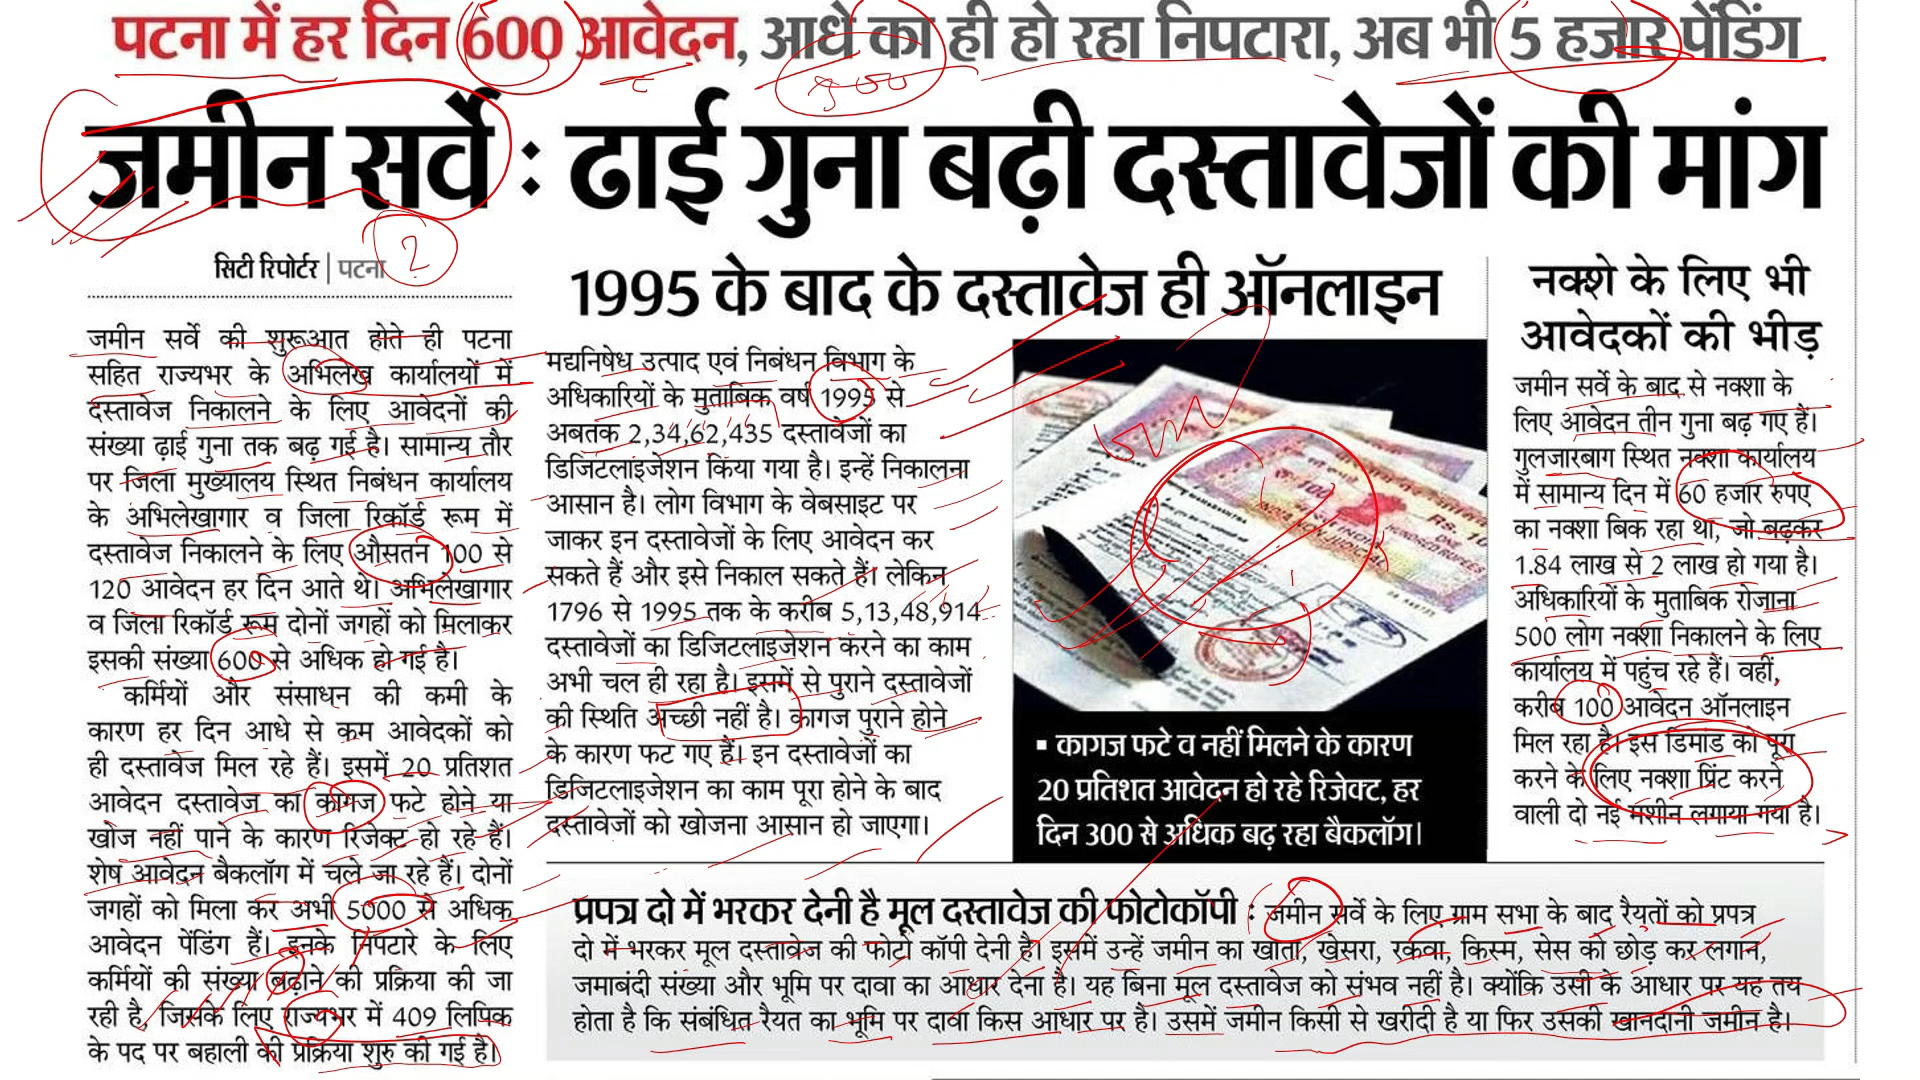 पटना में हर दिन 600 आवेदन, आधे का ही हो रहा निपटारा, अब भी 5 हजार पेंडिंग
300
जमीन सर्वे : ढाई गुना बढ़ी दस्तावेजों की मांग
2
सिटी रिपोर्टर | पटना
जमीन सर्वे की शुरूआत होते ही पटना
सहित राज्यभर के अभिलेख कार्यालयों में
दस्तावेज निकालने के लिए आवेदनों की
संख्या ढ़ाई गुना तक बढ़ गई है। सामान्य तौर
पर जिला मुख्यालय स्थित निबंधन कार्यालय
के अभिलेखागार व जिला रिकॉर्ड रूम में
दस्तावेज निकालने के लिए औसतन 100 से
120 आवेदन हर दिन आते थे। अभिलेखागार
व जिला रिकॉर्ड रूम दोनों जगहों को मिलाकर
इसकी संख्या 600 से अधिक हो गई है।
कर्मियों और संसाधन की कमी के
कारण हर दिन आधे से कम आवेदकों को
ही दस्तावेज मिल रहे हैं। इसमें 20 प्रतिशत
आवेदन दस्तावेज का कागज फटे होने या
खोज नहीं पाने के कारण रिजेक्ट हो रहे हैं।
शेष आवेदन बैकलॉग में चले जा रहे हैं। दोनों
जगहों को मिला कर अभी 5000 से अधिक
आवेदन पेंडिंग हैं। इनके निपटारे के लिए
कर्मियों की संख्या बढ़ाने की प्रक्रिया की जा
रही है, जिसके लिए राज्यभर में 409 लिपिक
के पद पर बहाली की प्रक्रिया शुरु की गई है।
1995 के बाद के दस्तावेज ही ऑनलाइन
मद्यनिषेध उत्पाद एवं निबंधन विभाग के
अधिकारियों के मुताबिक वर्ष 1995 से
अबतक 2,34,62,435 दस्तावेजों का
डिजिटलाइजेशन किया गया है। इन्हें निकालना
आसान है। लोग विभाग के वेबसाइट पर
जाकर इन दस्तावेजों के लिए आवेदन कर
सकते हैं और इसे निकाल सकते हैं। लेकिन
1796 से 1995 तक के करीब 5,13,48,914
दस्तावेजों का डिजिटलाइजेशन करने का काम
अभी चल ही रहा है। इसमें से पुराने दस्तावेजों
की स्थिति अच्छी नहीं है। कागज पुराने होने
के कारण फट गए हैं। इन दस्तावेजों का
डिजिटलाइजेशन का काम पूरा होने के बाद
दस्तावेजों को खोजना आसान हो जाएगा।
▪ कागज फटे व नहीं मिलने के कारण
20 प्रतिशत आवेदन हो रहे रिजेक्ट, हर
दिन 300 से अधिक बढ़ रहा बैकलॉग।
नक्शे के लिए भी
आवेदकों की भीड़
जमीन सर्वे के बाद से नक्शा के
लिए आवेदन तीन गुना बढ़ गए हैं।
गुलजारबाग स्थित नक्शा कार्यालय
में सामान्य दिन में 60 हजार रुपए
का नक्शा बिक रहा था, जो बढ़कर
1.84 लाख से 2 लाख हो गया है।
अधिकारियों के मुताबिक रोजाना
500 लोग नक्शा निकालने के लिए
कार्यालय में पहुंच रहे हैं। वहीं,
करीब 100 आवेदन ऑनलाइन
मिल रहा है। इस डिमांड को पूरा
करने के लिए नक्शा प्रिंट करने
वाली दो नई मशीन लगाया गया है।
प्रपत्र दो में भरकर देनी है मूल दस्तावेज की फोटोकॉपी : जमीन सर्वे के लिए ग्राम सभा के बाद रैयतों को प्रपत्र
दो में भरकर मूल दस्तावेज की फोटो कॉपी देनी है। इसमें उन्हें जमीन का खाता, खेसरा, रकवा, किस्म, सेस को छोड़ कर लगान,
जमाबंदी संख्या और भूमि पर दावा का आधार देना है। यह बिना मूल दस्तावेज को संभव नहीं है। क्योंकि उसी के आधार पर यह तय
होता है कि संबंधित रैयत का भूमि पर दावा किस आधार पर है। उसमें जमीन किसी से खरीदी है या फिर उसकी खानदानी जमीन है।